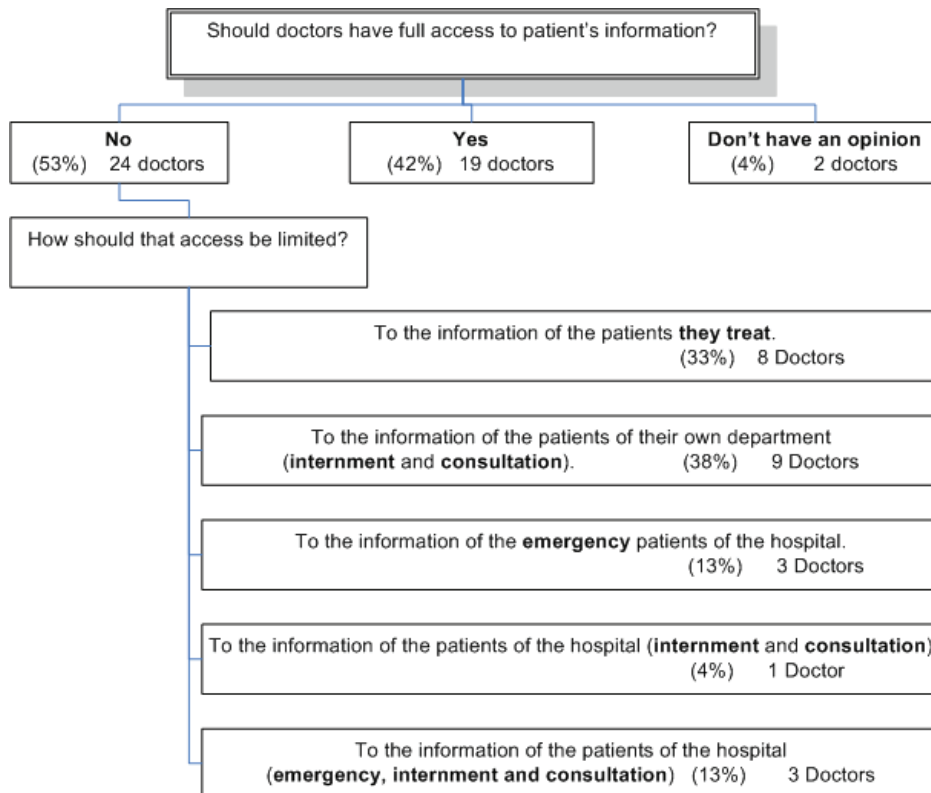 Should doctors have full access to patient's information?
No
(53%) 24 doctors
Yes
(42%) 19 doctors
Don't have an opinion
(4%) 2 doctors
How should that access be limited?
To the information of the patients they treat.
(33%) 8 Doctors
To the information of the patients of their own department
(internment and consultation). (38%) 9 Doctors
To the information of the emergency patients of the hospital.
(13%) 3 Doctors
To the information of the patients of the hospital (internment and consultation)
(4%) 1 Doctor
To the information of the patients of the hospital
(emergency, internment and consultation) (13%) 3 Doctors